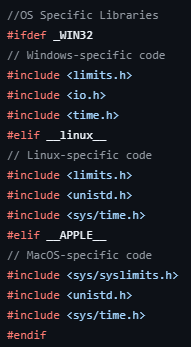 //OS Specific Libraries
#ifdef _WIN32
// Windows-specific code
#include <limits.h>
#include <io.h>
#include <time.h>
#elif __linux__
// Linux-specific code
#include <limits.h>
#include <unistd.h>
#include <sys/time.h>
#elif __APPLE__
// MacOS-specific code
#include <sys/syslimits.h>
#include <unistd.h>
#include <sys/time.h>
#endif